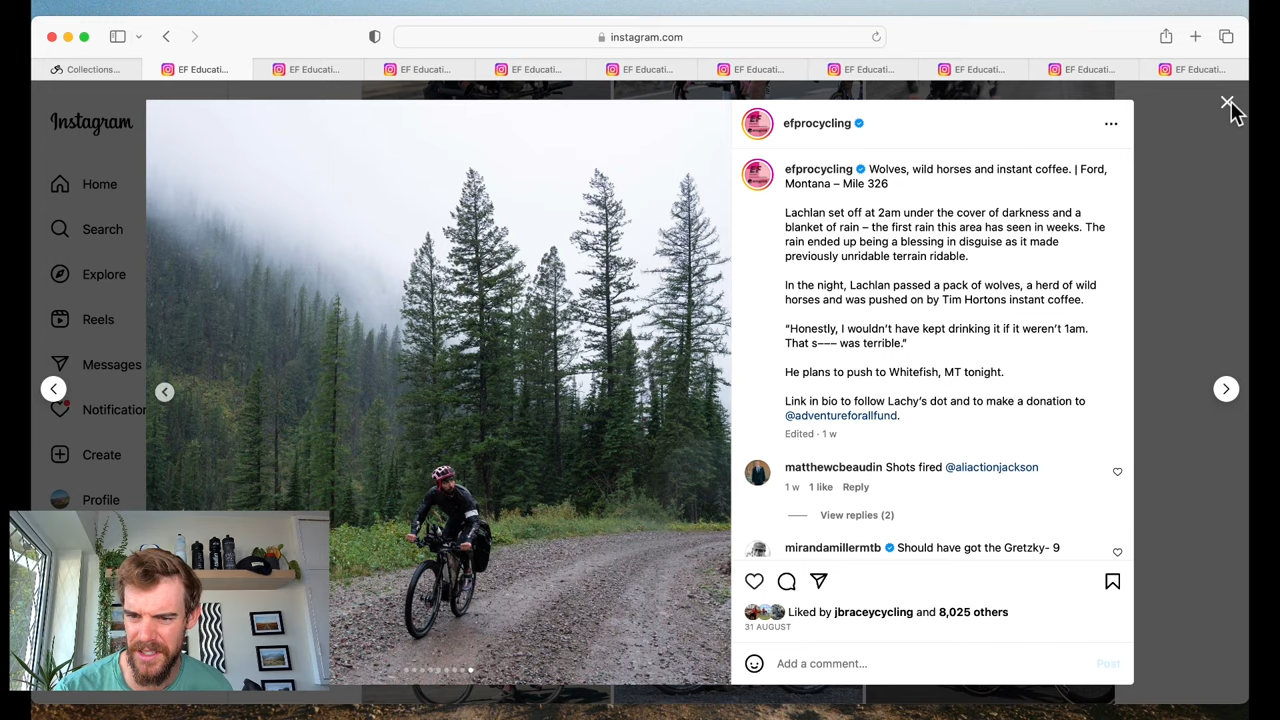 instagram.com
Collections...
EF Educati...
EF Educati...
EF Educati...
EF Educati...
EF Educati...
EF Educati...
EF Educati...
EF Educati...
EF Educati...
EF Educati...
Instagram
Home
Search
Explore
Reels
Messages
Notification
Create
Profile
efprocycling
efprocycling Wolves, wild horses and instant coffee. | Ford,
Montana – Mile 326
Lachlan set off at 2am under the cover of darkness and a
blanket of rain – the first rain this area has seen in weeks. The
rain ended up being a blessing in disguise as it made
previously unridable terrain ridable.
In the night, Lachlan passed a pack of wolves, a herd of wild
horses and was pushed on by Tim Hortons instant coffee.
“Honestly, I wouldn’t have kept drinking it if it weren’t 1am.
That s––– was terrible.”
He plans to push to Whitefish, MT tonight.
Link in bio to follow Lachy’s dot and to make a donation to
@adventureforallfund.
Edited · 1 w
matthewcbeaudin Shots fired @aliactionjackson
1 w 1 like Reply
View replies (2)
mirandamillermtb Should have got the Gretzky- 9
Liked by jbraceycycling and 8,025 others
31 AUGUST
Add a comment...
Post